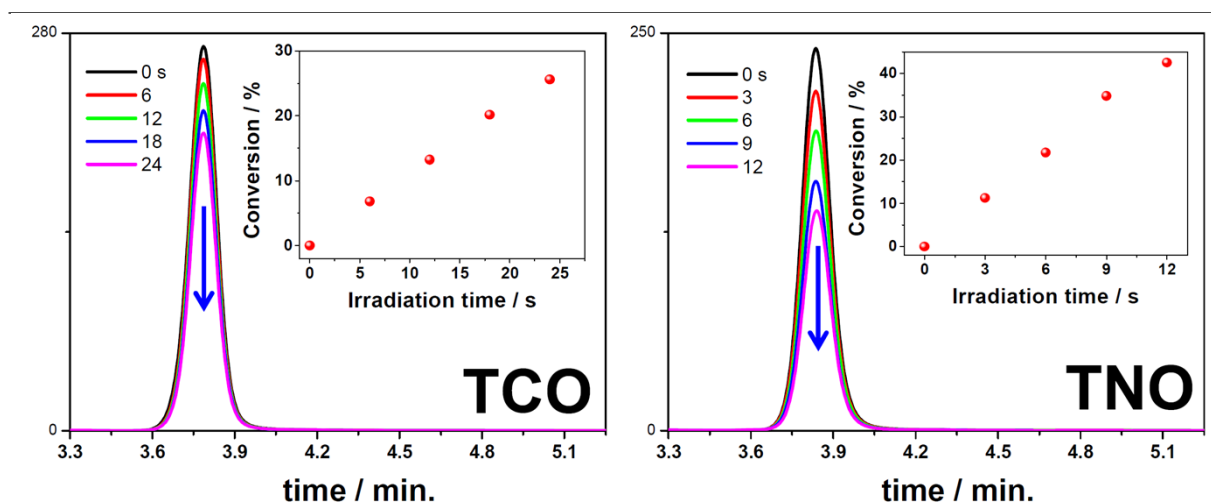 280
0 s
6
12
18
24
30
20
10
0
Conversion / %
0 5 10 15 20 25
Irradiation time / s
TCO
0
3.3 3.6 3.9 4.2 4.5 4.8 5.1
time / min.
250
0 s
3
6
9
12
40
30
20
10
0
Conversion / %
0 3 6 9 12
Irradiation time / s
TNO
0
3.3 3.6 3.9 4.2 4.5 4.8 5.1
time / min.